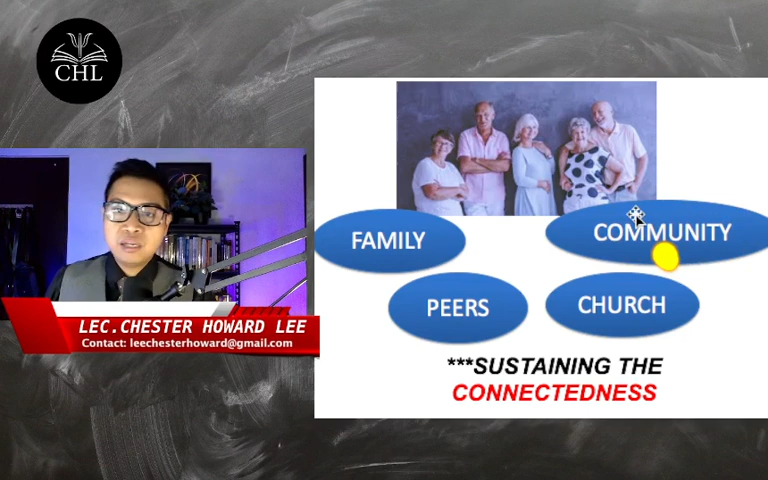 CHL
FAMILY
COMMUNITY
PEERS
CHURCH
LEC.CHESTER HOWARD LEE
Contact: leechesterhoward@gmail.com
***SUSTAINING THE
CONNECTEDNESS